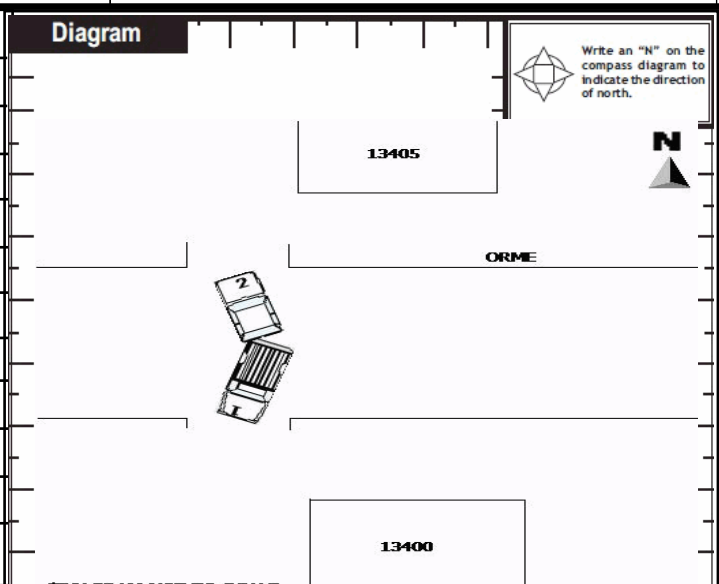 Diagram
Write an "N" on the
compass diagram to
indicate the direction
of north.
13405
N
ORME
2
1
13400